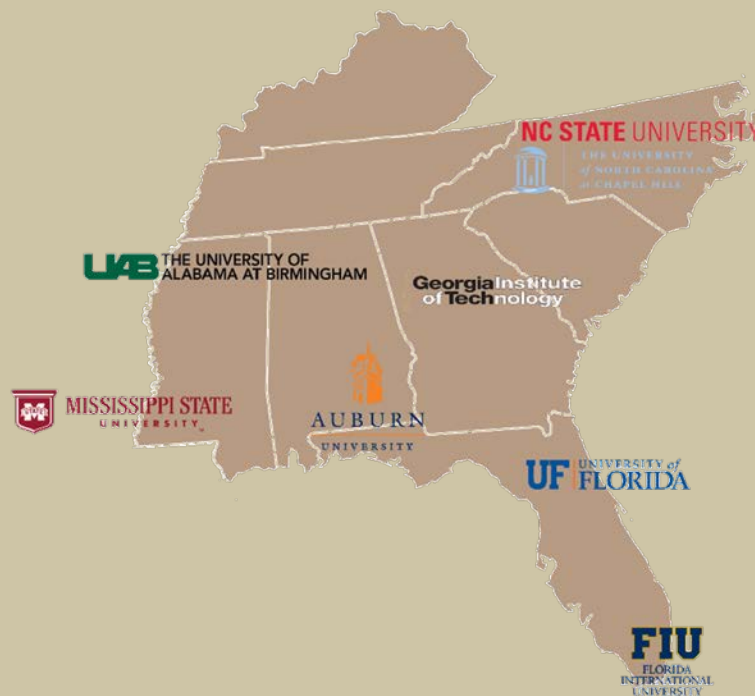 NC STATE UNIVERSITY
THE UNIVERSITY
of NORTH CAROLINA
at CHAPEL HILL
UAB THE UNIVERSITY OF
ALABAMA AT BIRMINGHAM
Georgia Institute
of Technology
MISSISSIPPI STATE
UNIVERSITY™
AUBURN
UNIVERSITY
UF UNIVERSITY of
FLORIDA
FIU
FLORIDA
INTERNATIONAL
UNIVERSITY